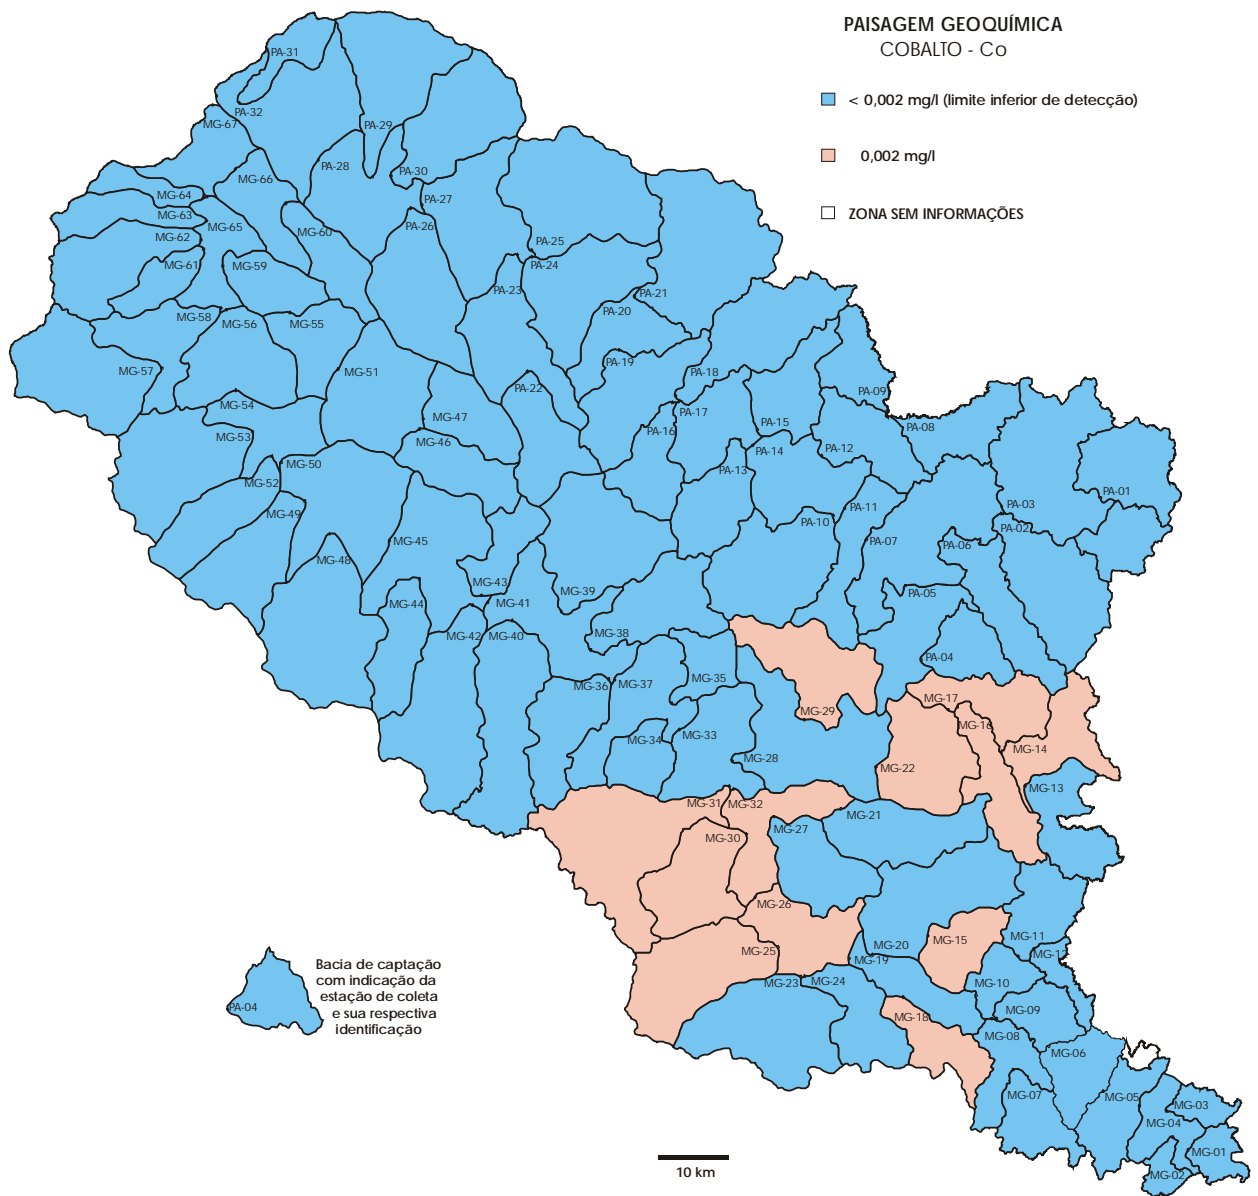 PAISAGEM GEOQUÍMICA
COBALTO - Co
< 0,002 mg/l (limite inferior de detecção)
0,002 mg/l
ZONA SEM INFORMAÇÕES
PA-31
PA-32
MG-67
PA-29
PA-28
PA-30
MG-66
MG-64
PA-27
MG-63
MG-65
PA-26
MG-60
MG-62
PA-25
MG-61
MG-59
PA-24
PA-23
PA-21
PA-20
MG-58
MG-56
MG-55
PA-19
MG-57
MG-51
PA-18
PA-22
PA-09
MG-54
MG-47
PA-17
PA-15
PA-08
MG-53
MG-46
PA-16
PA-14
PA-12
MG-50
PA-13
MG-52
PA-01
MG-49
PA-11
PA-03
PA-10
PA-02
MG-45
PA-07
PA-06
MG-48
MG-43
MG-39
PA-05
MG-44
MG-41
MG-42
MG-40
MG-38
PA-04
MG-36
MG-37
MG-35
MG-17
MG-29
MG-16
MG-34
MG-33
MG-14
MG-28
MG-22
MG-13
MG-31
MG-32
MG-21
MG-27
MG-30
MG-26
MG-15
MG-11
MG-25
MG-20
MG-12
MG-19
MG-23
MG-24
MG-10
MG-18
MG-09
MG-08
MG-06
MG-07
MG-05
MG-03
MG-04
MG-01
MG-02
PA-04
Bacia de captação
com indicação da
estação de coleta
e sua respectiva
identificação
10 km